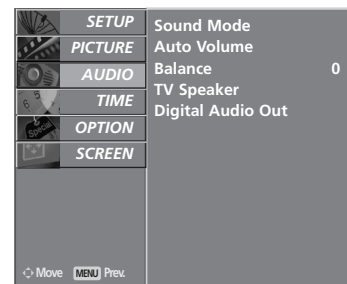 SETUP
PICTURE
AUDIO
TIME
OPTION
SCREEN
Sound Mode
Auto Volume
Balance 0
TV Speaker
Digital Audio Out
Move MENU Prev.